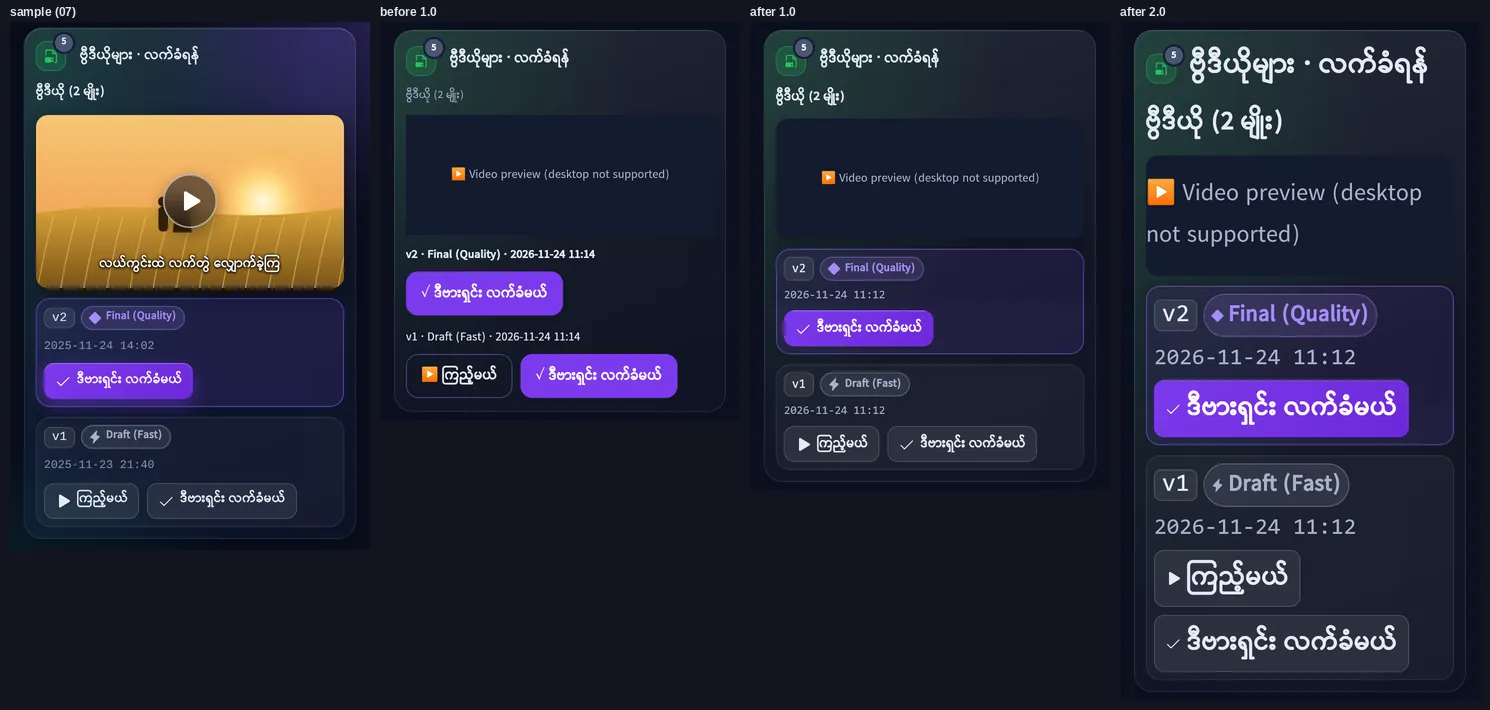 sample (07)
5
ဗွီဒီယိုများ · လက်ခံရန်
ဗွီဒီယို (2 မျိုး)
လယ်ကွင်းထဲ လက်တွဲ လျှောက်ခဲ့ကြ
v2
Final (Quality)
2025-11-24 14:02
✓ ဒီဗားရှင်း လက်ခံမယ်
v1
Draft (Fast)
2025-11-23 21:40
▶ ကြည့်မယ်
✓ ဒီဗားရှင်း လက်ခံမယ်
before 1.0
5
ဗွီဒီယိုများ · လက်ခံရန်
ဗွီဒီယို (2 မျိုး)
▶ Video preview (desktop not supported)
v2 · Final (Quality) · 2026-11-24 11:14
√ ဒီဗားရှင်း လက်ခံမယ်
v1 · Draft (Fast) · 2026-11-24 11:14
▶ ကြည့်မယ်
√ ဒီဗားရှင်း လက်ခံမယ်
after 1.0
5
ဗွီဒီယိုများ · လက်ခံရန်
ဗွီဒီယို (2 မျိုး)
▶ Video preview (desktop not supported)
v2
Final (Quality)
2026-11-24 11:12
✓ ဒီဗားရှင်း လက်ခံမယ်
v1
Draft (Fast)
2026-11-24 11:12
▶ ကြည့်မယ်
✓ ဒီဗားရှင်း လက်ခံမယ်
after 2.0
5
ဗွီဒီယိုများ · လက်ခံရန်
ဗွီဒီယို (2 မျိုး)
▶ Video preview (desktop
not supported)
v2
Final (Quality)
2026-11-24 11:12
✓ ဒီဗားရှင်း လက်ခံမယ်
v1
Draft (Fast)
2026-11-24 11:12
▶ ကြည့်မယ်
✓ ဒီဗားရှင်း လက်ခံမယ်